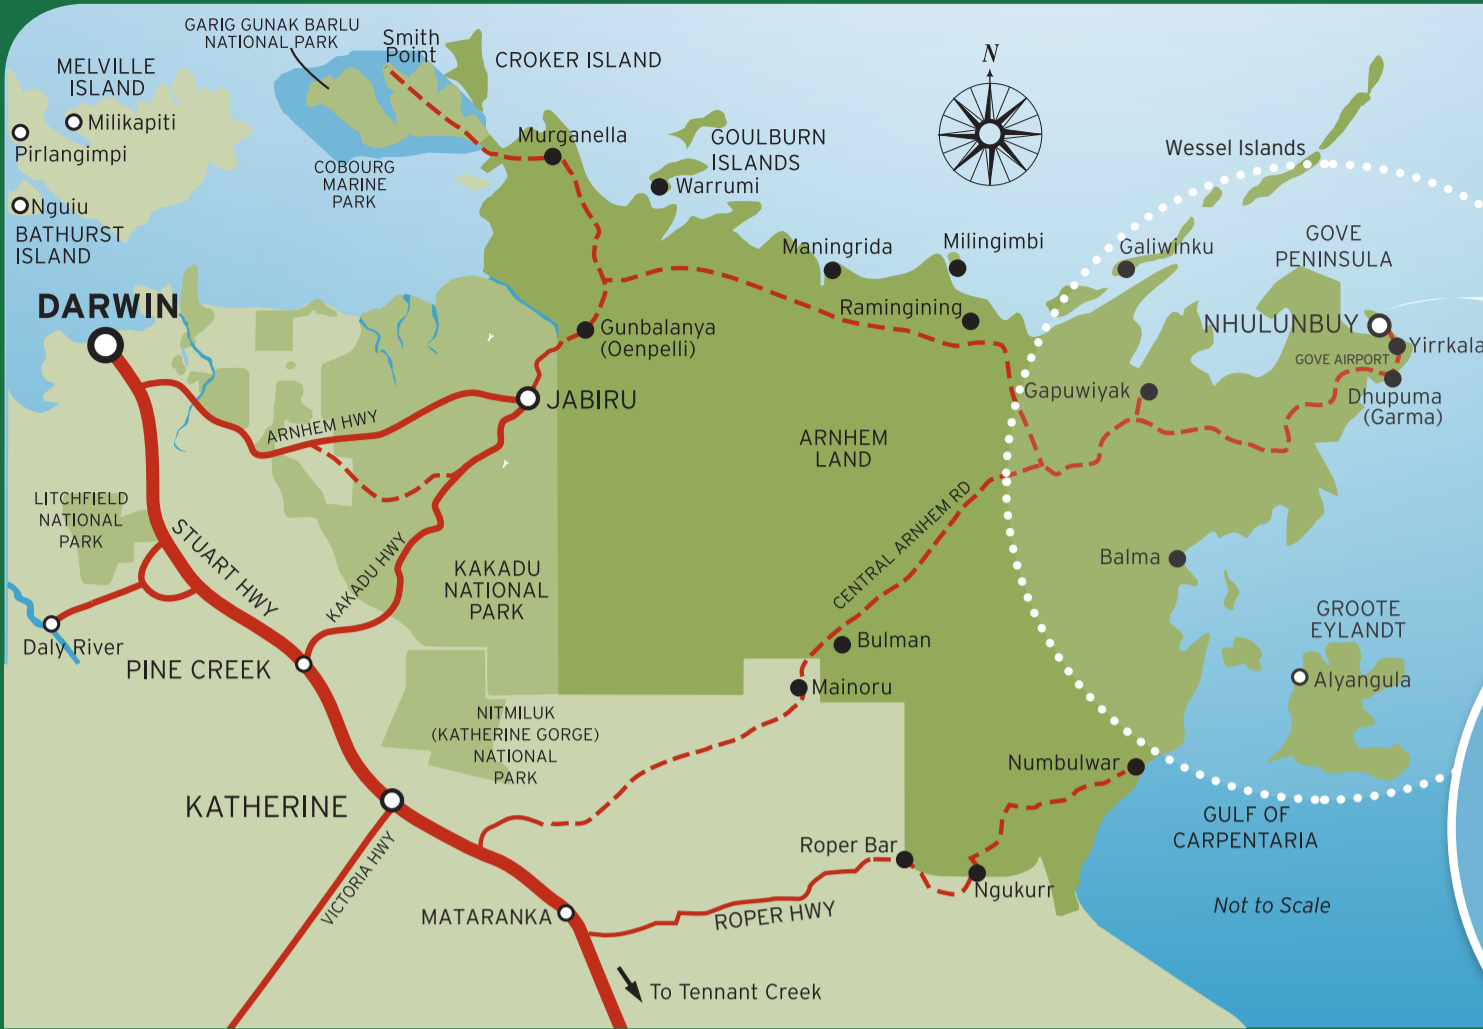 GARIG GUNAK BARLU
NATIONAL PARK
Smith
Point
CROKER ISLAND
MELVILLE
ISLAND
Milikapiti
Pirlangimpi
Nguiu
BATHURST
ISLAND
COBOURG
MARINE
PARK
Murganella
GOULBURN
ISLANDS
Warrumi
N
Wessel Islands
Maningrida
Milingimbi
Galiwinku
GOVE
PENINSULA
DARWIN
Ramingining
Gunbalanya
(Oenpelli)
NHULUNBUY
Yirrkala
GOVE AIRPORT
Dhupuma
(Garma)
Gapuwiyak
JABIRU
ARNHEM HWY
ARNHEM
LAND
LITCHFIELD
NATIONAL
PARK
STUART HWY
KAKADU HWY
KAKADU
NATIONAL
PARK
CENTRAL ARNHEM RD
Balma
GROOTE
EYLANDT
Alyangula
Daly River
PINE CREEK
Bulman
Mainoru
NITMILUK
(KATHERINE GORGE)
NATIONAL
PARK
Numbulwar
KATHERINE
GULF OF
CARPENTARIA
VICTORIA HWY
Roper Bar
Ngukurr
MATARANKA
ROPER HWY
Not to Scale
To Tennant Creek